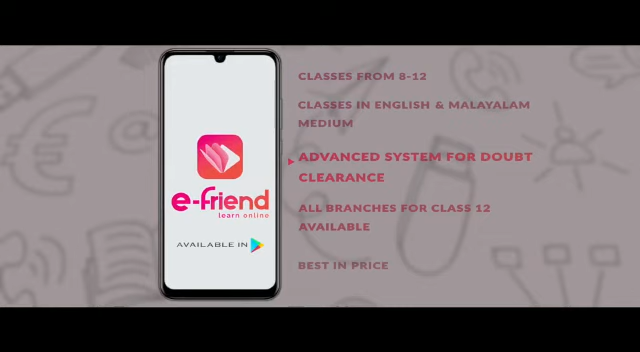 e-friend
learn online
AVAILABLE IN
CLASSES FROM 8-12
CLASSES IN ENGLISH & MALAYALAM
MEDIUM
ADVANCED SYSTEM FOR DOUBT
CLEARANCE
ALL BRANCHES FOR CLASS 12
AVAILABLE
BEST IN PRICE